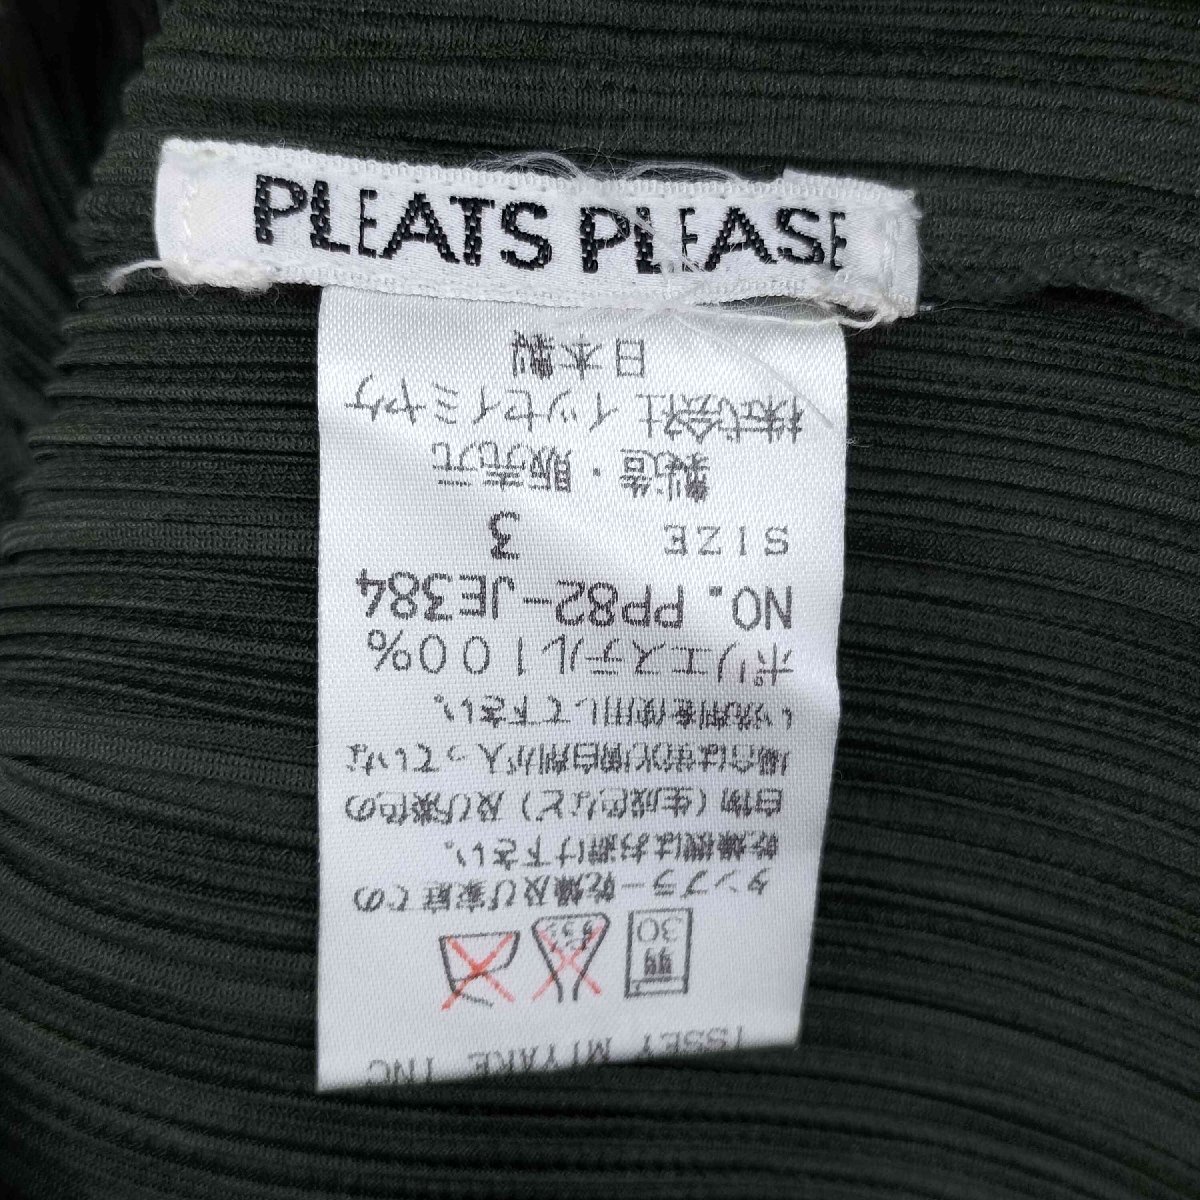 PLEATS PLEASE
ISSEY MIYAKE INC
30
弱
タンブラー乾燥及び家庭での
乾燥機はお避け下さい。
白物(生成色など)及び淡色の
場合は蛍光増白剤が入っていな
い洗剤を使用して下さい。
ポリエステル100%
NO. PP82-JE384
SIZE 3
製造・販売元
株式会社イッセイミヤケ
日本製